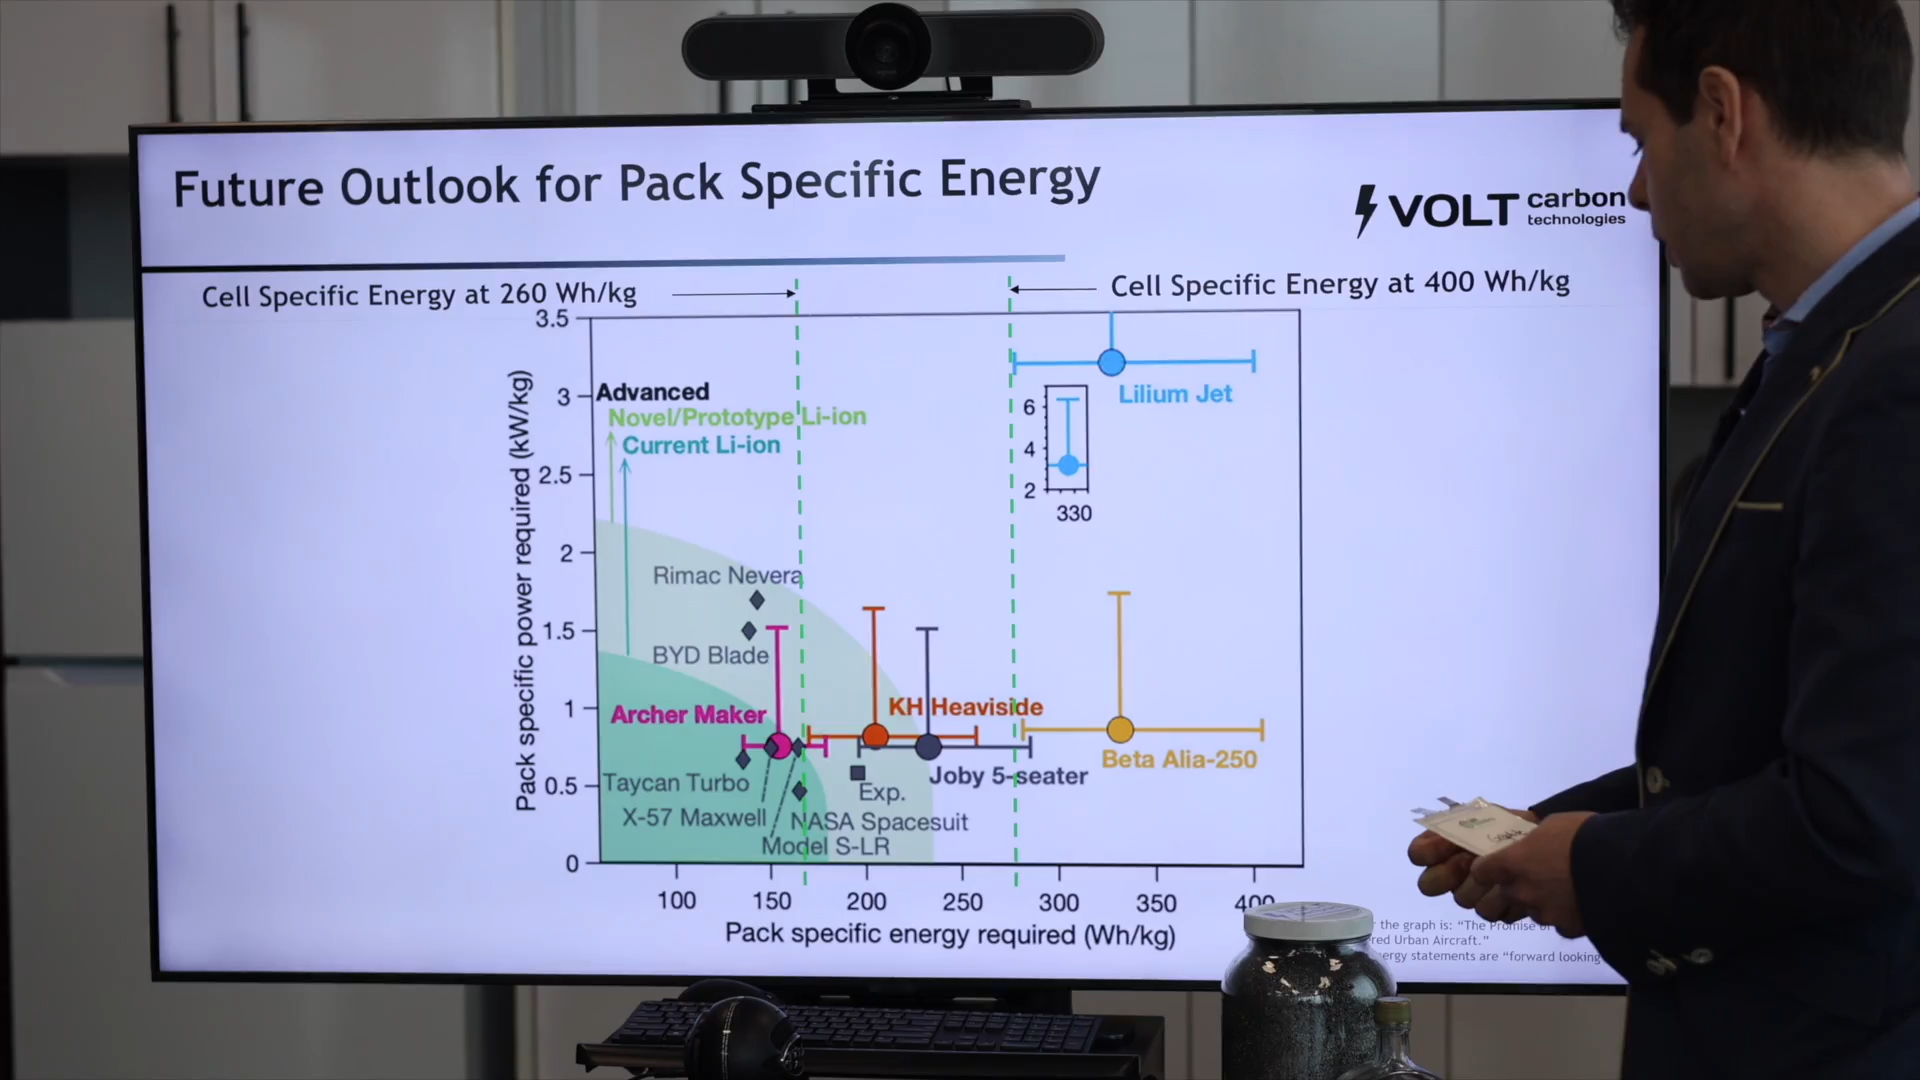 Future Outlook for Pack Specific Energy
VOLT carbon technologies
Cell Specific Energy at 260 Wh/kg
Cell Specific Energy at 400 Wh/kg
Pack specific power required (kW/kg)
3.5
3
2.5
2
1.5
1
0.5
0
Advanced
Novel/Prototype Li-ion
Current Li-ion
Lilium Jet
6
4
2
330
Rimac Nevera
BYD Blade
Archer Maker
KH Heaviside
Beta Alia-250
Joby 5-seater
Taycan Turbo
Exp.
X-57 Maxwell
NASA Spacesuit
Model S-LR
100
150
200
250
300
350
400
Pack specific energy required (Wh/kg)
the graph is: “The Promise of
red Urban Aircraft.”
ergy statements are “forward looking